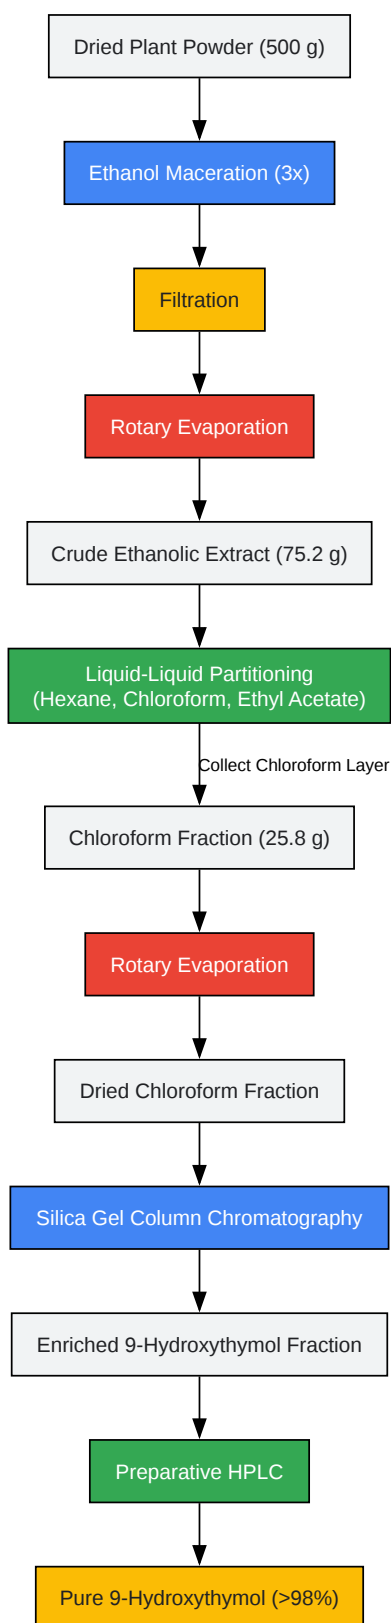 Dried Plant Powder (500 g)
Ethanol Maceration (3x)
Filtration
Rotary Evaporation
Crude Ethanolic Extract (75.2 g)
Liquid-Liquid Partitioning
(Hexane, Chloroform, Ethyl Acetate)
Collect Chloroform Layer
Chloroform Fraction (25.8 g)
Rotary Evaporation
Dried Chloroform Fraction
Silica Gel Column Chromatography
Enriched 9-Hydroxythymol Fraction
Preparative HPLC
Pure 9-Hydroxythymol (>98%)